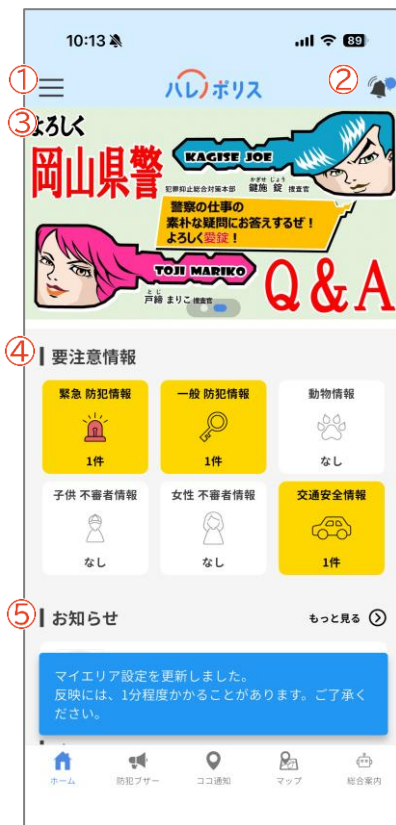 10:13
89
① ハレノポリス ②
③ よろしく
岡山県警
KAGISE JOE
犯罪抑止総合対策本部 鍵施 錠 捜査官
かぎせ じょう
警察の仕事の
素朴な疑問にお答えするぜ！
よろしく愛錠！
TOJI MARIKO
とじ
戸締 まりこ 捜査官
Q&A
④ 要注意情報
緊急 防犯情報 一般 防犯情報 動物情報
1件 1件 なし
子供 不審者情報 女性 不審者情報 交通安全情報
なし なし 1件
⑤ お知らせ もっと見る
マイエリア設定を更新しました。
反映には、1分程度かかることがあります。ご了承く
ださい。
ホーム 防犯ブザー ココ通知 マップ 総合案内